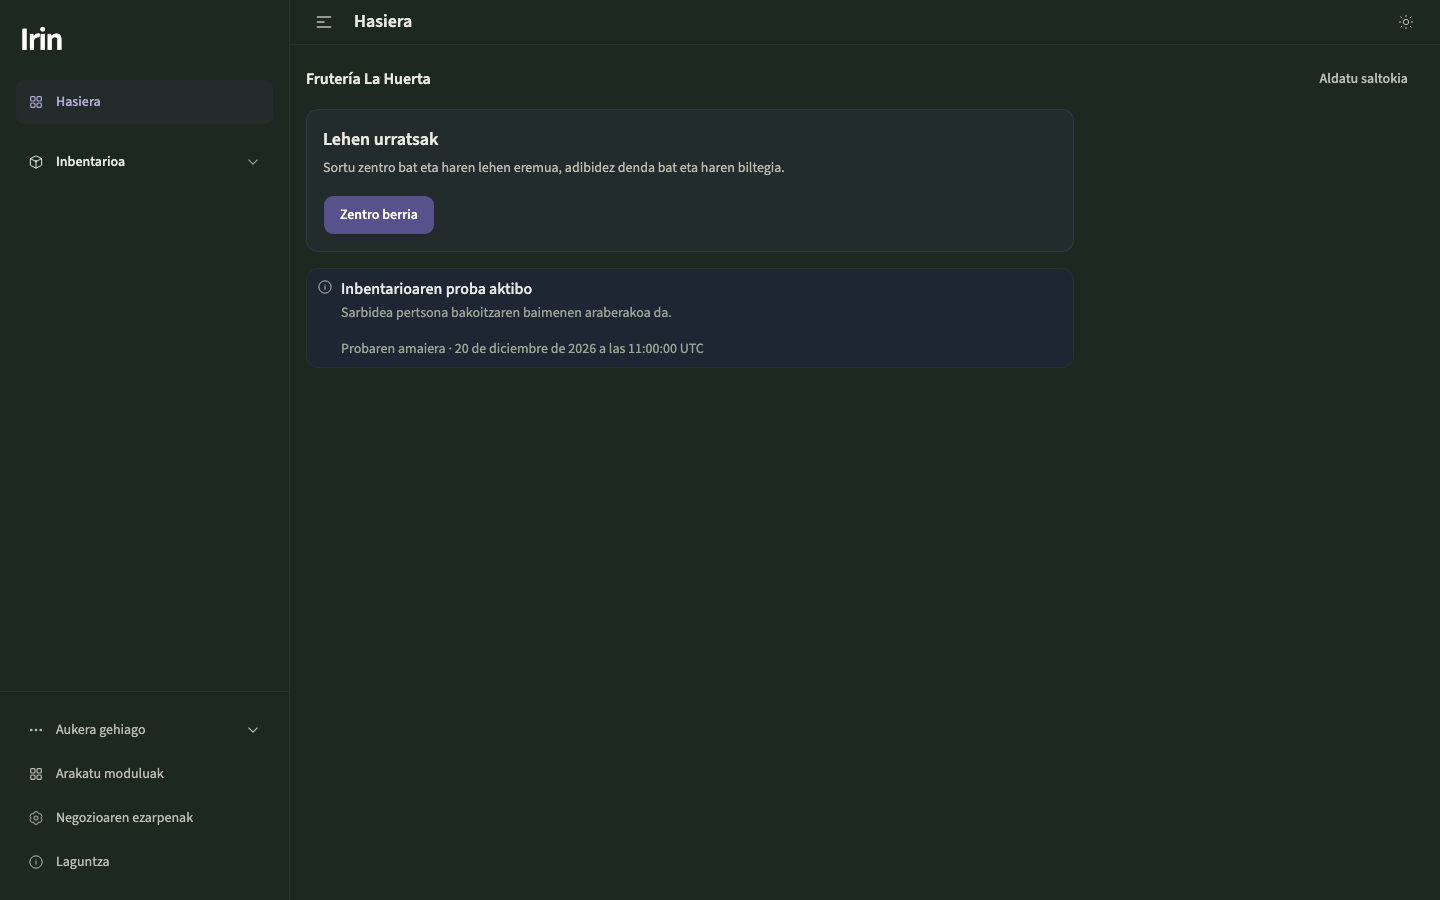 Irin
Hasiera
Inbentarioa
Aukera gehiago
Arakatu moduluak
Negozioaren ezarpenak
Laguntza
Hasiera
Frutería La Huerta
Aldatu saltokia
Lehen urratsak
Sortu zentro bat eta haren lehen eremua, adibidez denda bat eta haren biltegia.
Zentro berria
Inbentarioaren proba aktibo
Sarbidea pertsona bakoitzaren baimenen araberakoa da.
Probaren amaiera · 20 de diciembre de 2026 a las 11:00:00 UTC